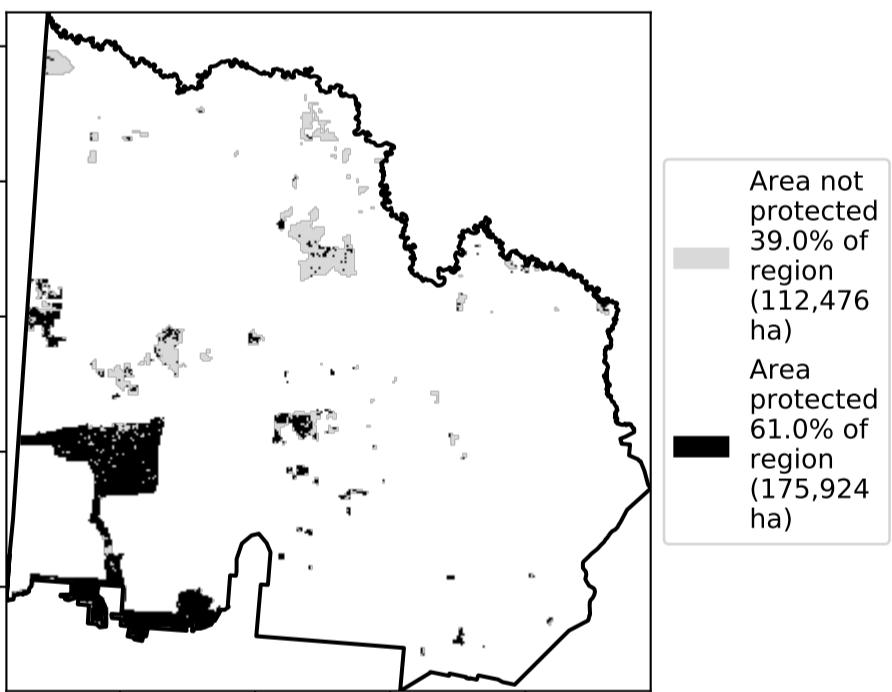 Area not
protected
39.0% of
region
(112,476
ha)
Area
protected
61.0% of
region
(175,924
ha)